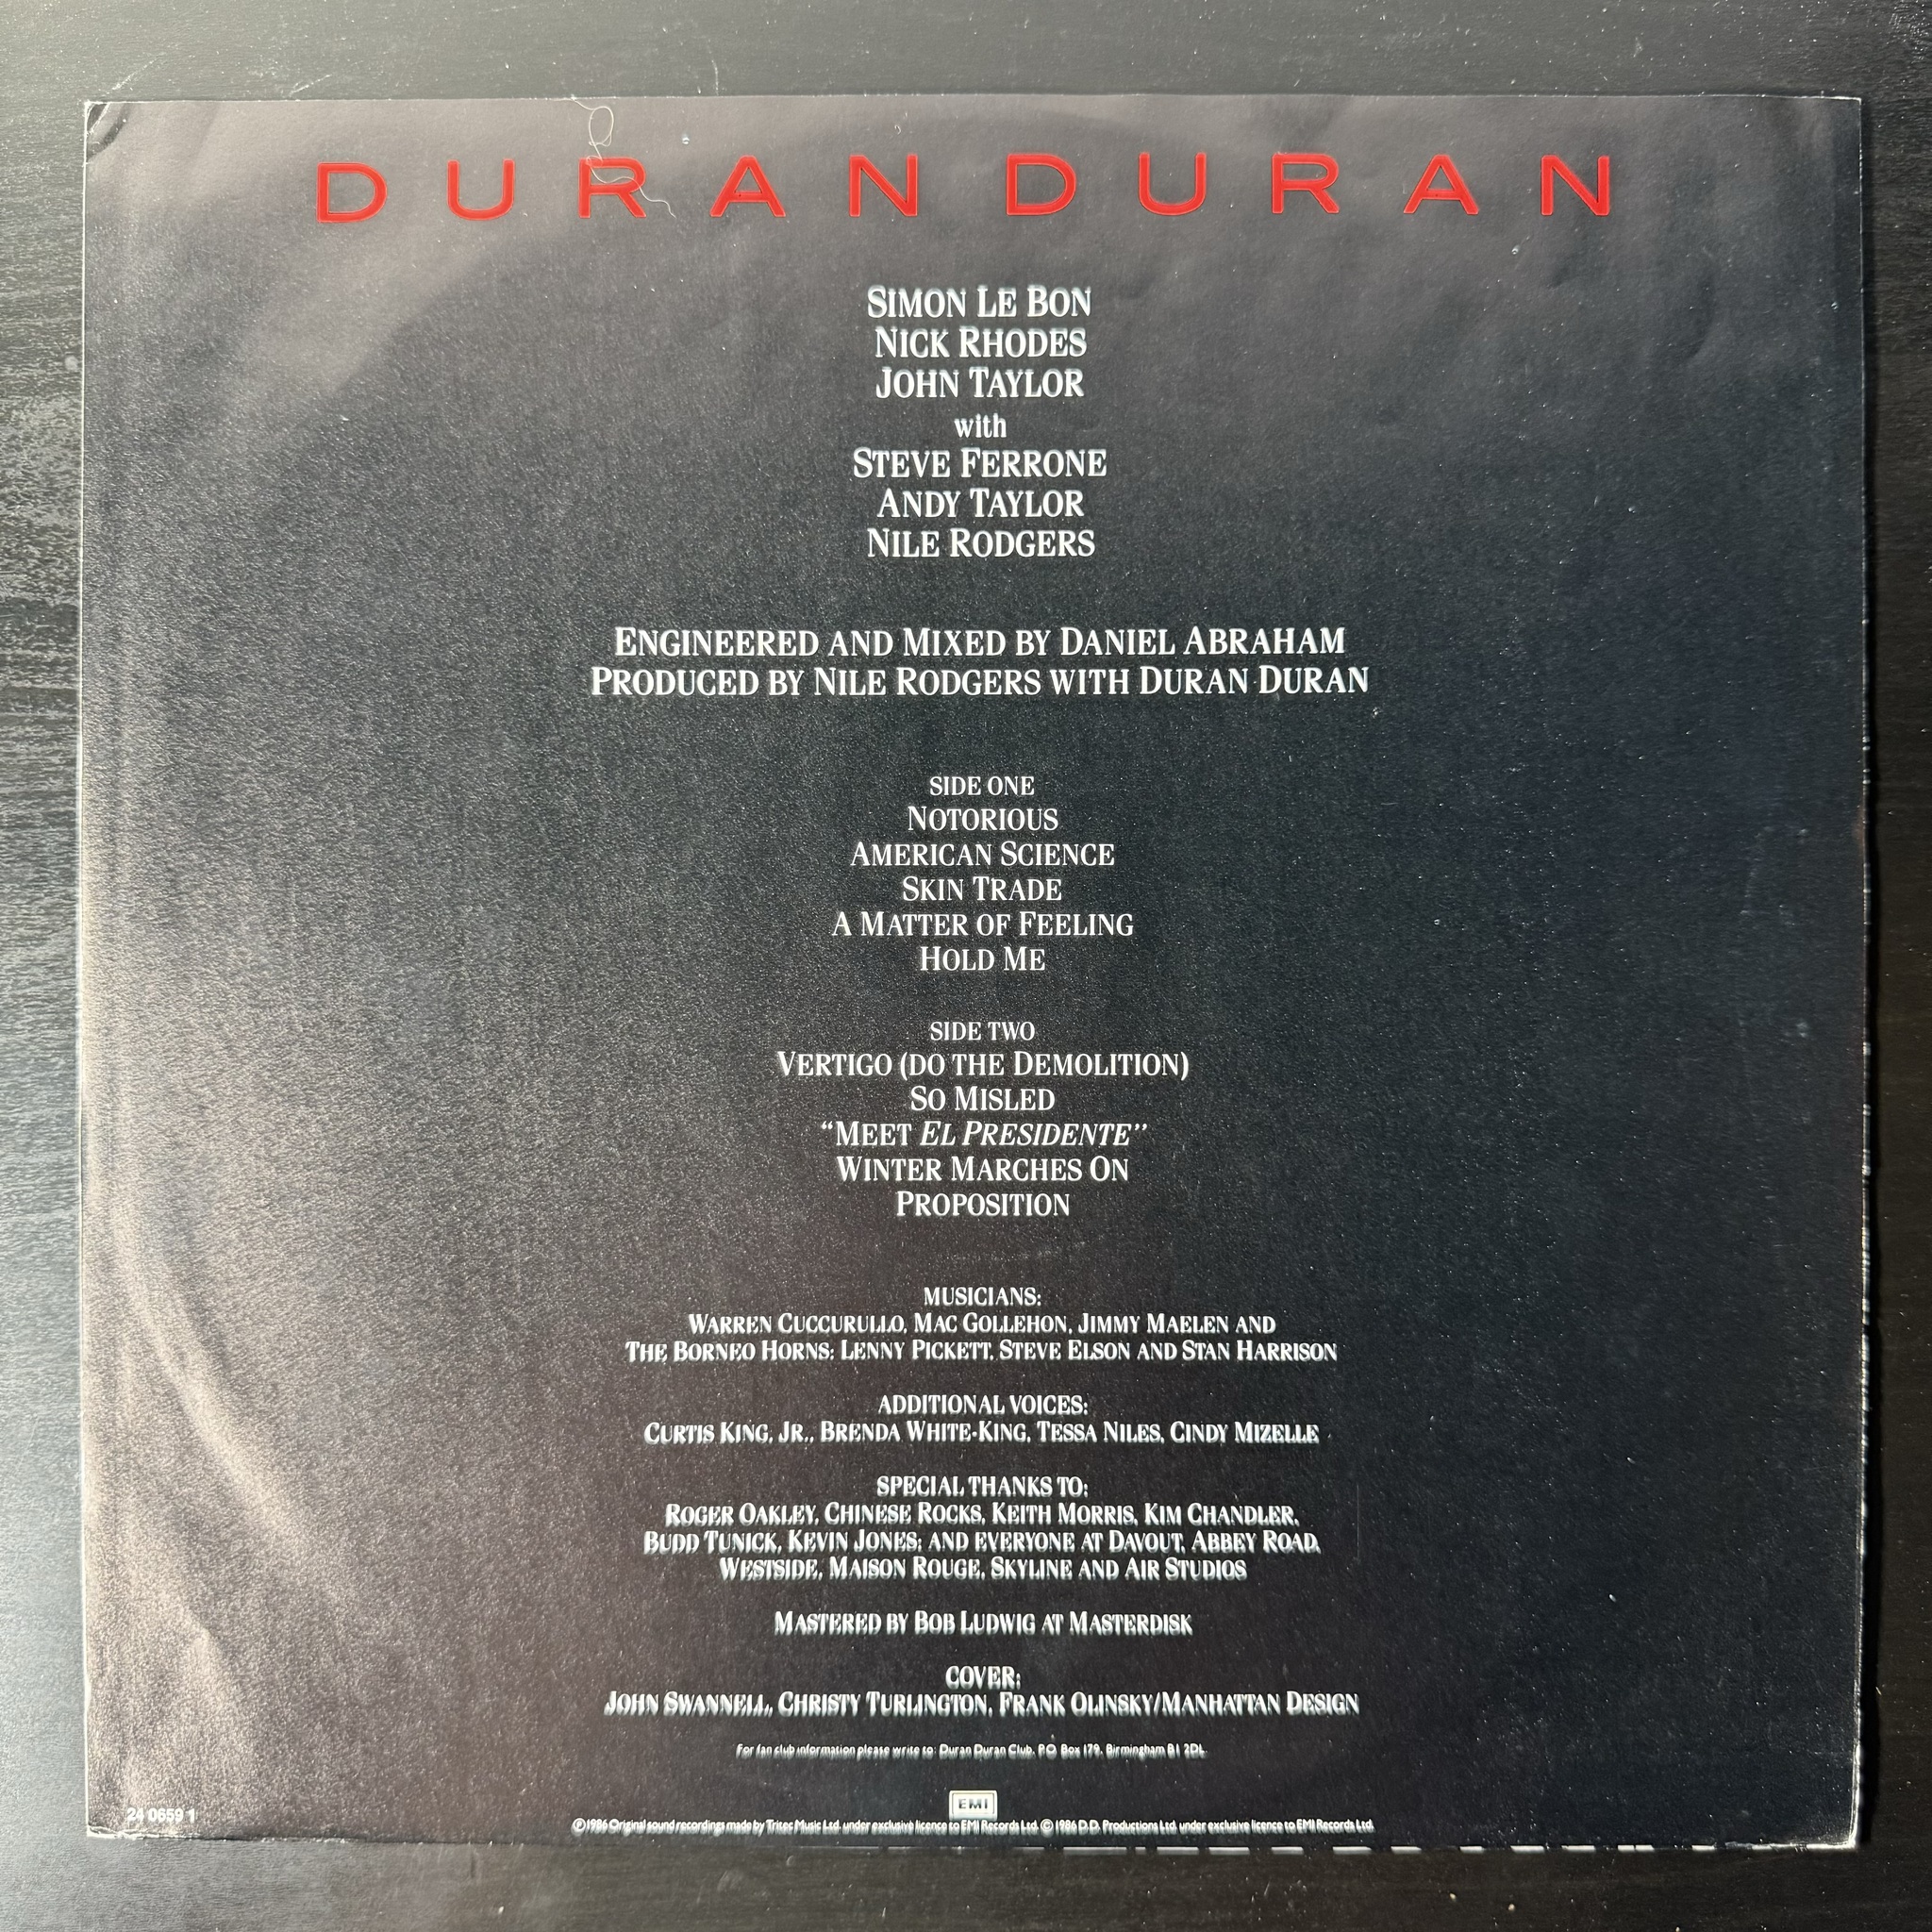 DURAN DURAN
SIMON LE BON
NICK RHODES
JOHN TAYLOR
with
STEVE FERRONE
ANDY TAYLOR
NILE RODGERS
ENGINEERED AND MIXED BY DANIEL ABRAHAM
PRODUCED BY NILE RODGERS WITH DURAN DURAN
SIDE ONE
NOTORIOUS
AMERICAN SCIENCE
SKIN TRADE
A MATTER OF FEELING
HOLD ME
SIDE TWO
VERTIGO (DO THE DEMOLITION)
SO MISLED
“MEET EL PRESIDENTE”
WINTER MARCHES ON
PROPOSITION
MUSICIANS:
WARREN CUCCURULLO, MAC GOLLEHON, JIMMY MAELEN AND
THE BORNEO HORNS: LENNY PICKETT, STEVE ELSON AND STAN HARRISON
ADDITIONAL VOICES:
CURTIS KING, JR., BRENDA WHITE-KING, TESSA NILES, CINDY MIZELLE
SPECIAL THANKS TO:
ROGER OAKLEY, CHINESE ROCKS, KEITH MORRIS, KIM CHANDLER,
BUDD TUNICK, KEVIN JONES; AND EVERYONE AT DAVOUT, ABBEY ROAD,
WESTSIDE, MAISON ROUGE, SKYLINE AND AIR STUDIOS
MASTERED BY BOB LUDWIG AT MASTERDISK
COVER:
JOHN SWANNELL, CHRISTY TURLINGTON, FRANK OLINSKY/MANHATTAN DESIGN
For fan club information please write to: Duran Duran Club, P.O. Box 179, Birmingham B1 2DL
24 0659 1
EMI
℗1986 Original sound recordings made by Tritec Music Ltd. under exclusive licence to EMI Records Ltd. © 1986 D.D. Productions Ltd. under exclusive licence to EMI Records Ltd.